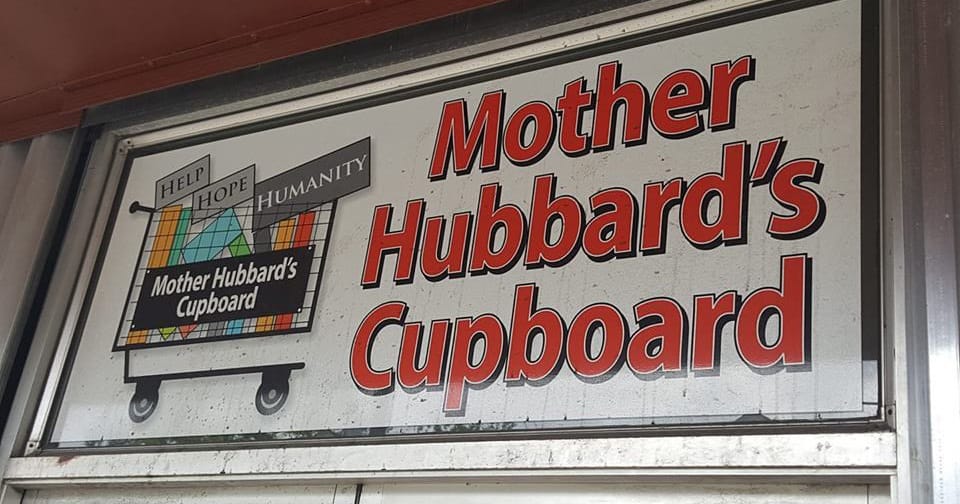 HELP
HOPE
HUMANITY
Mother Hubbard's
Cupboard
Mother
Hubbard's
Cupboard